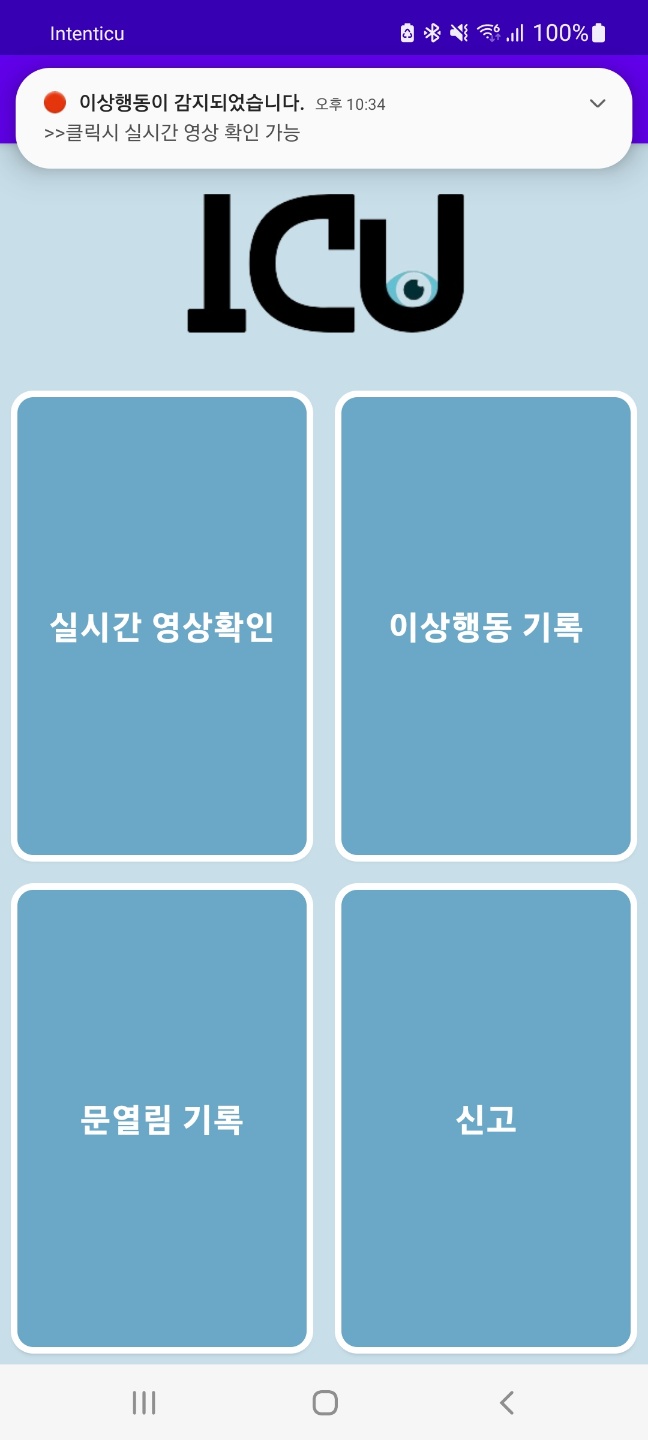 Intenticu
100%
이상행동이 감지되었습니다. 오후 10:34
>>클릭시 실시간 영상 확인 가능
ICU
실시간 영상확인
이상행동 기록
문열림 기록
신고